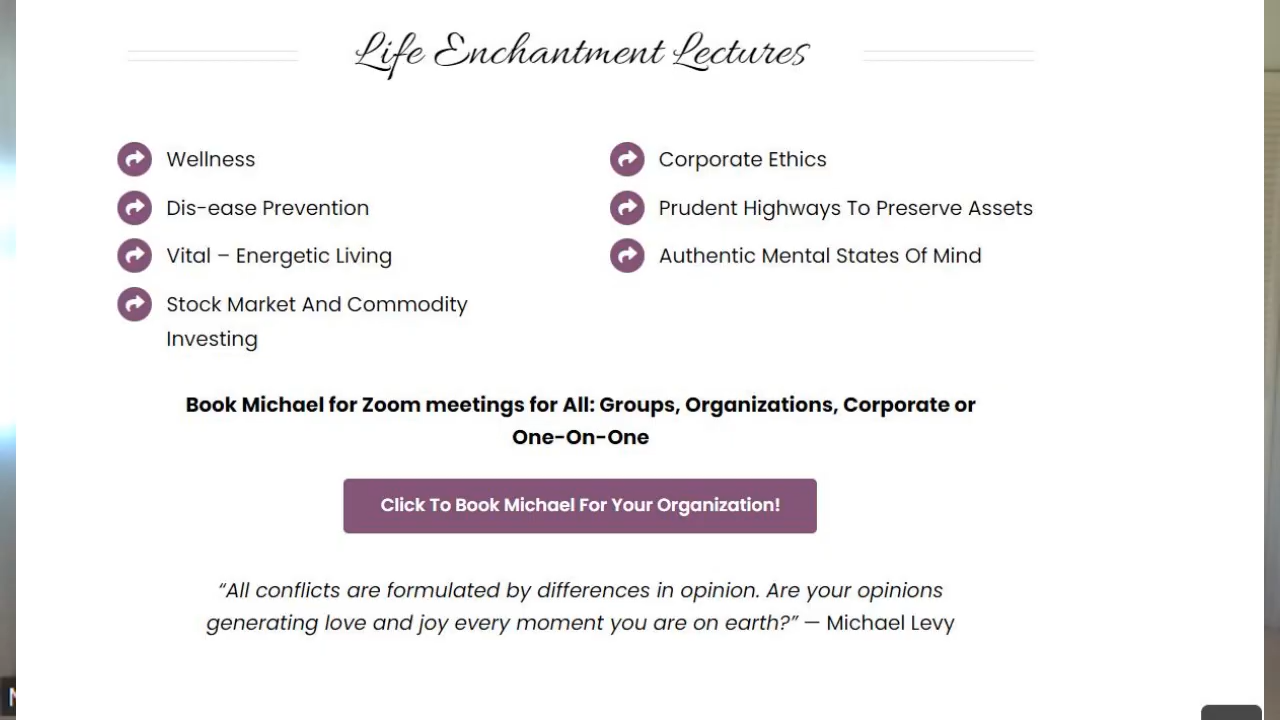 Life Enchantment Lectures
Wellness
Dis-ease Prevention
Vital – Energetic Living
Stock Market And Commodity
Investing
Corporate Ethics
Prudent Highways To Preserve Assets
Authentic Mental States Of Mind
Book Michael for Zoom meetings for All: Groups, Organizations, Corporate or
One-On-One
Click To Book Michael For Your Organization!
“All conflicts are formulated by differences in opinion. Are your opinions
generating love and joy every moment you are on earth?” — Michael Levy